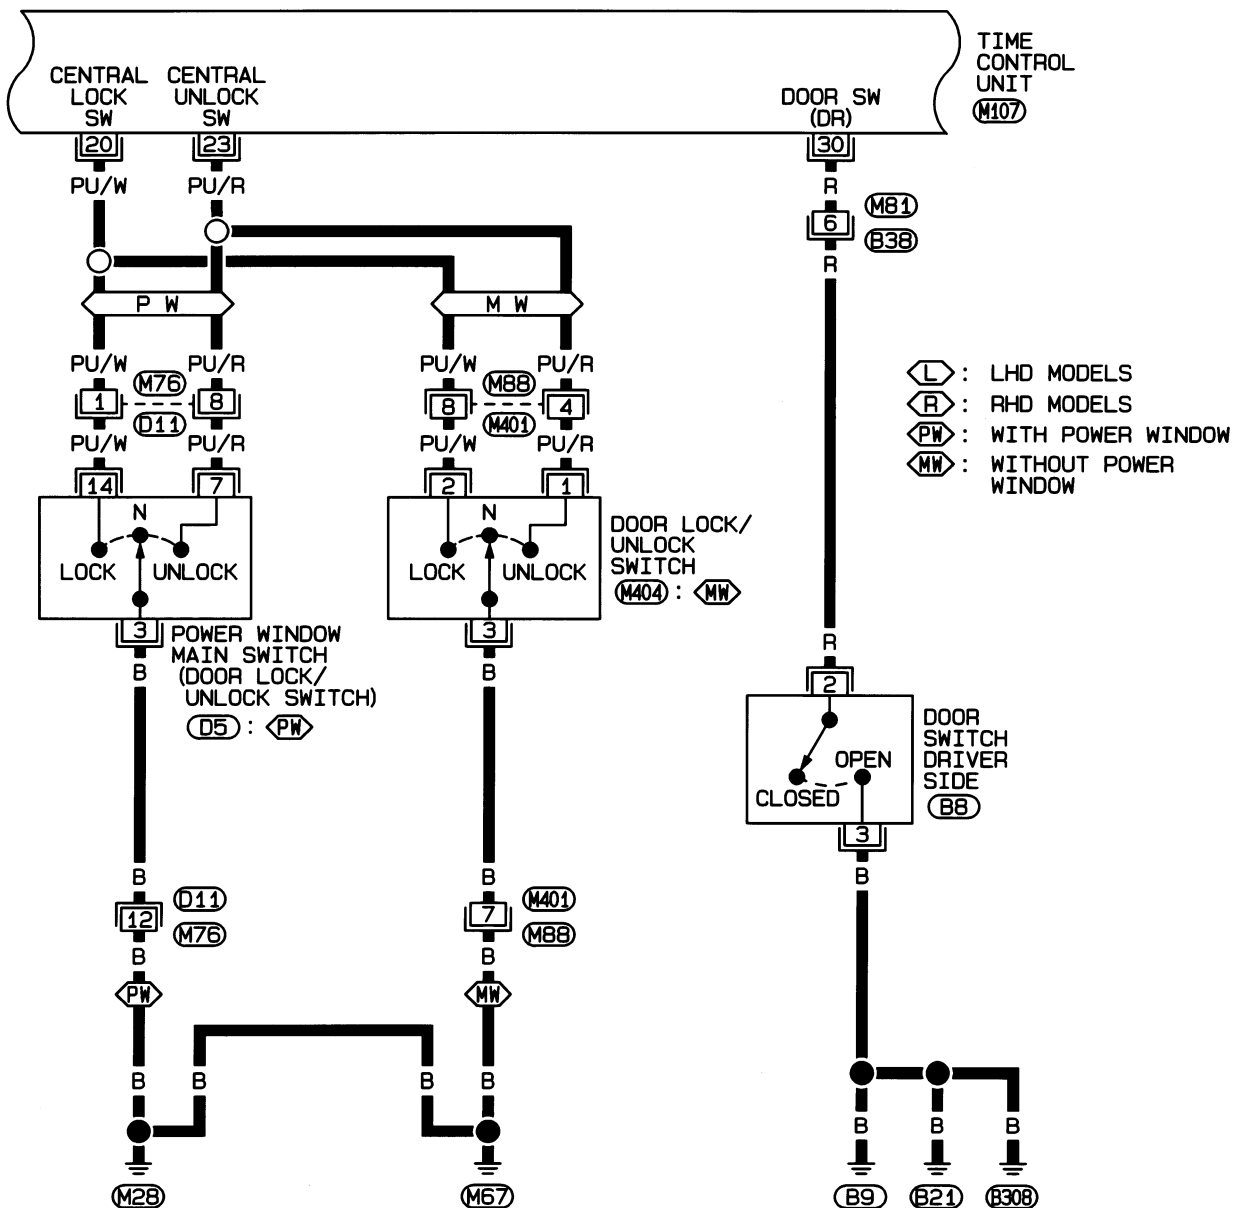 TIME
CONTROL
UNIT
M107
CENTRAL
LOCK
SW
CENTRAL
UNLOCK
SW
DOOR SW
(DR)
20
23
30
PU/W
PU/R
R
M81
6
B38
R
P W
M W
PU/W
PU/R
PU/W
PU/R
1
M76
8
D11
8
M88
4
M401
PU/W
PU/R
PU/W
PU/R
L : LHD MODELS
R : RHD MODELS
PW : WITH POWER WINDOW
MW : WITHOUT POWER
WINDOW
14
7
2
1
N
LOCK
UNLOCK
N
LOCK
UNLOCK
DOOR LOCK/
UNLOCK
SWITCH
M404 : MW
3
3
POWER WINDOW
MAIN SWITCH
(DOOR LOCK/
UNLOCK SWITCH)
D5 : PW
B
B
R
2
OPEN
CLOSED
DOOR
SWITCH
DRIVER
SIDE
B8
3
B
B
B
12
D11
M76
7
M401
M88
B
B
PW
MW
B
B
B
B
B
B
B
M28
M67
B9
B21
B308